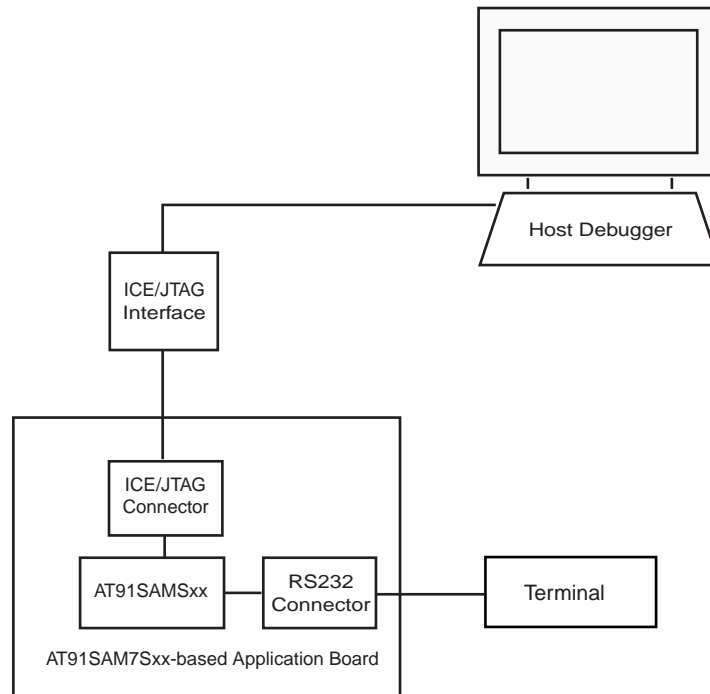 Host Debugger
ICE/JTAG
Interface
ICE/JTAG
Connector
AT91SAMSxx
RS232
Connector
Terminal
AT91SAM7Sxx-based Application Board